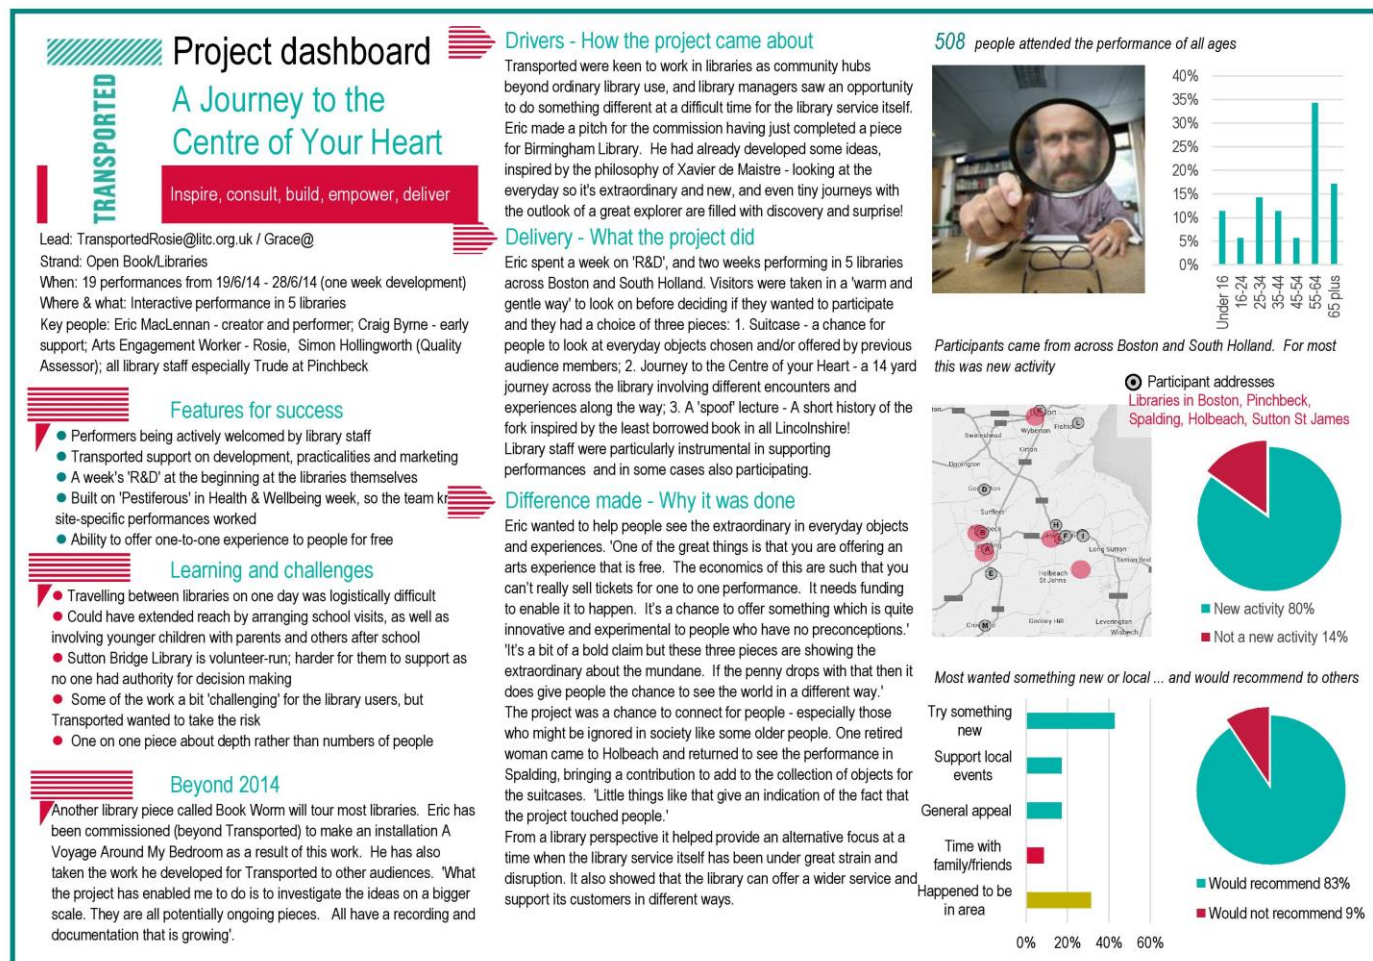 Project dashboard
TRANSPORTED
A Journey to the
Centre of Your Heart
Inspire, consult, build, empower, deliver
Lead: TransportedRosie@litc.org.uk / Grace@
Strand: Open Book/Libraries
When: 19 performances from 19/6/14 - 28/6/14 (one week development)
Where & what: Interactive performance in 5 libraries
Key people: Eric MacLennan - creator and performer; Craig Byrne - early
support; Arts Engagement Worker - Rosie, Simon Hollingworth (Quality
Assessor); all library staff especially Trude at Pinchbeck
Features for success
Performers being actively welcomed by library staff
Transported support on development, practicalities and marketing
A week's 'R&D' at the beginning at the libraries themselves
Built on 'Pestiferous' in Health & Wellbeing week, so the team
site-specific performances worked
Ability to offer one-to-one experience to people for free
Learning and challenges
Travelling between libraries on one day was logistically difficult
Could have extended reach by arranging school visits, as well as
involving younger children with parents and others after school
Sutton Bridge Library is volunteer-run; harder for them to support as
no one had authority for decision making
Some of the work a bit 'challenging' for the library users, but
Transported wanted to take the risk
One on one piece about depth rather than numbers of people
Beyond 2014
Another library piece called Book Worm will tour most libraries. Eric has
been commissioned (beyond Transported) to make an installation A
Voyage Around My Bedroom as a result of this work. He has also
taken the work he developed for Transported to other audiences. 'What
the project has enabled me to do is to investigate the ideas on a bigger
scale. They are all potentially ongoing pieces. All have a recording and
documentation that is growing'.
Drivers - How the project came about
Transported were keen to work in libraries as community hubs
beyond ordinary library use, and library managers saw an opportunity
to do something different at a difficult time for the library service itself.
Eric made a pitch for the commission having just completed a piece
for Birmingham Library. He had already developed some ideas,
inspired by the philosophy of Xavier de Maistre - looking at the
everyday so it's extraordinary and new, and even tiny journeys with
the outlook of a great explorer are filled with discovery and surprise!
Delivery - What the project did
Eric spent a week on 'R&D', and two weeks performing in 5 libraries
across Boston and South Holland. Visitors were taken in a 'warm and
gentle way' to look on before deciding if they wanted to participate
and they had a choice of three pieces: 1. Suitcase - a chance for
people to look at everyday objects chosen and/or offered by previous
audience members; 2. Journey to the Centre of your Heart - a 14 yard
journey across the library involving different encounters and
experiences along the way; 3. A 'spoof' lecture - A short history of the
fork inspired by the least borrowed book in all Lincolnshire!
Library staff were particularly instrumental in supporting
performances and in some cases also participating.
Difference made - Why it was done
Eric wanted to help people see the extraordinary in everyday objects
and experiences. 'One of the great things is that you are offering an
arts experience that is free. The economics of this are such that you
can't really sell tickets for one to one performance. It needs funding
to enable it to happen. It's a chance to offer something which is quite
innovative and experimental to people who have no preconceptions.'
'It's a bit of a bold claim but these three pieces are showing the
extraordinary about the mundane. If the penny drops with that then it
does give people the chance to see the world in a different way.'
The project was a chance to connect for people - especially those
who might be ignored in society like some older people. One retired
woman came to Holbeach and returned to see the performance in
Spalding, bringing a contribution to add to the collection of objects for
the suitcases. 'Little things like that give an indication of the fact that
the project touched people.'
From a library perspective it helped provide an alternative focus at a
time when the library service itself has been under great strain and
disruption. It also showed that the library can offer a wider service and
support its customers in different ways.
508 people attended the performance of all ages
40%
35%
30%
25%
20%
15%
10%
5%
0%
Under 16
16-24
25-34
35-44
45-54
55-64
65 plus
Participants came from across Boston and South Holland. For most
this was new activity
Participant addresses
Libraries in Boston, Pinchbeck,
Spalding, Holbeach, Sutton St James
Swineshead
Wyberton
L
Kirton
D
Surfleet
B
H
F
I
A
Long Sutton
E
Holbeach
St Johns
M
Gedney Hill
Leverington
Wisbech
New activity 80%
Not a new activity 14%
Most wanted something new or local ... and would recommend to others
Try something
new
Support local
events
General appeal
Time with
family/friends
Happened to be
in area
0%
20%
40%
60%
Would recommend 83%
Would not recommend 9%